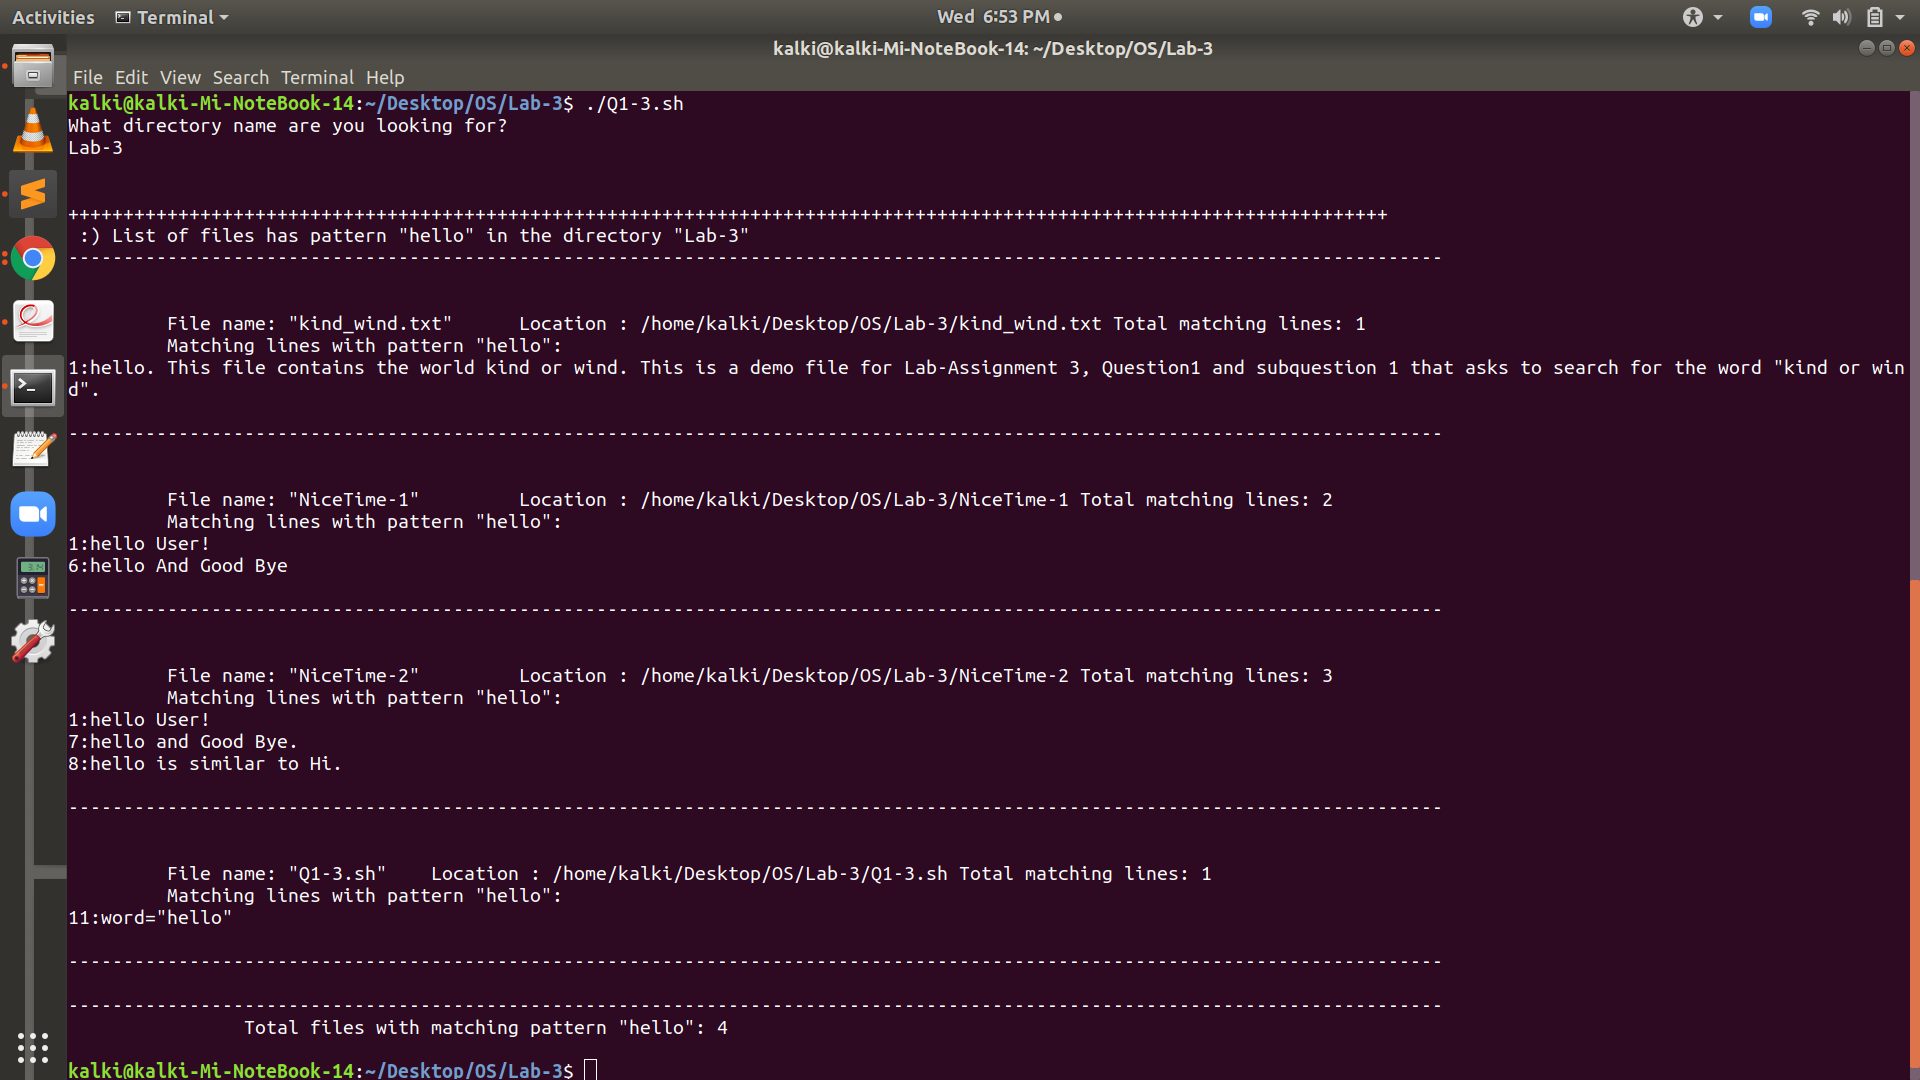 Activities Terminal Wed 6:53 PM
kalki@kalki-Mi-NoteBook-14: ~/Desktop/OS/Lab-3
File Edit View Search Terminal Help
kalki@kalki-Mi-NoteBook-14:~/Desktop/OS/Lab-3$ ./Q1-3.sh
What directory name are you looking for?
Lab-3
++++++++++++++++++++++++++++++++++++++++++++++++++++++++++++++++++++++++++++++++++++++++++++++++++++++++++++++++++++++++
:) List of files has pattern "hello" in the directory "Lab-3"
-----------------------------------------------------------------------------------------------------------------------------
File name: "kind_wind.txt" Location : /home/kalki/Desktop/OS/Lab-3/kind_wind.txt Total matching lines: 1
Matching lines with pattern "hello":
1:hello. This file contains the world kind or wind. This is a demo file for Lab-Assignment 3, Question1 and subquestion 1 that asks to search for the word "kind or win
d".
-----------------------------------------------------------------------------------------------------------------------------
File name: "NiceTime-1" Location : /home/kalki/Desktop/OS/Lab-3/NiceTime-1 Total matching lines: 2
Matching lines with pattern "hello":
1:hello User!
6:hello And Good Bye
-----------------------------------------------------------------------------------------------------------------------------
File name: "NiceTime-2" Location : /home/kalki/Desktop/OS/Lab-3/NiceTime-2 Total matching lines: 3
Matching lines with pattern "hello":
1:hello User!
7:hello and Good Bye.
8:hello is similar to Hi.
-----------------------------------------------------------------------------------------------------------------------------
File name: "Q1-3.sh" Location : /home/kalki/Desktop/OS/Lab-3/Q1-3.sh Total matching lines: 1
Matching lines with pattern "hello":
11:word="hello"
-----------------------------------------------------------------------------------------------------------------------------
-----------------------------------------------------------------------------------------------------------------------------
Total files with matching pattern "hello": 4
kalki@kalki-Mi-NoteBook-14:~/Desktop/OS/Lab-3$